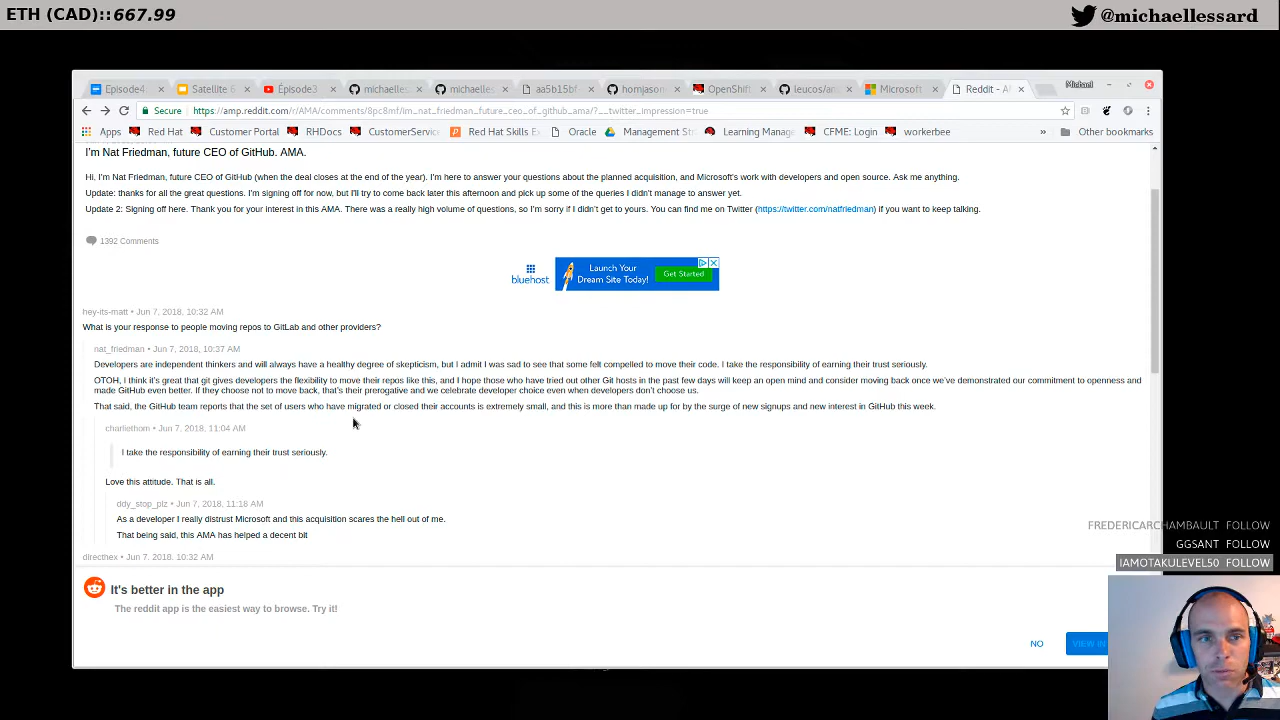 ETH (CAD)::667.99
@michaellessard
Episode4
Satellite 6
Épisode3
michaelles
chaelles
aa5b15bf
homjason
OpenShift
lescos/an
Microsoft
Reddit - A
Michael
Secure
https://amp.reddit.com/r/AMA/comments/8pc8mf/im_nat_friedman_future_ceo_of_github_ama/?__twitter_impression=true
Apps
Red Hat
Customer Portal
RHDocs
CustomerService
Red Hat Skills Ex
Oracle
Management Str
Learning Manage
CFME: Login
workerbee
»
Other bookmarks
I'm Nat Friedman, future CEO of GitHub. AMA.
Hi, I'm Nat Friedman, future CEO of GitHub (when the deal closes at the end of the year). I'm here to answer your questions about the planned acquisition, and Microsoft's work with developers and open source. Ask me anything.
Update: thanks for all the great questions. I'm signing off for now, but I'll try to come back later this afternoon and pick up some of the queries I didn't manage to answer yet.
Update 2: Signing off here. Thank you for your interest in this AMA. There was a really high volume of questions, so I'm sorry if I didn't get to yours. You can find me on Twitter (https://twitter.com/natfriedman) if you want to keep talking.
1392 Comments
bluehost
Launch Your
Dream Site Today!
Get Started
hey-its-matt • Jun 7, 2018, 10:32 AM
What is your response to people moving repos to GitLab and other providers?
nat_friedman • Jun 7, 2018, 10:37 AM
Developers are independent thinkers and will always have a healthy degree of skepticism, but I admit I was sad to see that some felt compelled to move their code. I take the responsibility of earning their trust seriously.
OTOH, I think it's great that git gives developers the flexibility to move their repos like this, and I hope those who have tried out other Git hosts in the past few days will keep an open mind and consider moving back once we've demonstrated our commitment to openness and
made GitHub even better. If they choose not to move back, that's their prerogative and we celebrate developer choice even when developers don't choose us.
That said, the GitHub team reports that the set of users who have migrated or closed their accounts is extremely small, and this is more than made up for by the surge of new signups and new interest in GitHub this week.
charliethom • Jun 7, 2018, 11:04 AM
I take the responsibility of earning their trust seriously.
Love this attitude. That is all.
ddy_stop_plz • Jun 7, 2018, 11:18 AM
As a developer I really distrust Microsoft and this acquisition scares the hell out of me.
That being said, this AMA has helped a decent bit
directhex • Jun 7, 2018, 10:32 AM
It's better in the app
The reddit app is the easiest way to browse. Try it!
NO
VIEW IN
FREDERICARCHAMBAULT FOLLOW
GGSANT FOLLOW
IAMOTAKULEVEL50 FOLLOW